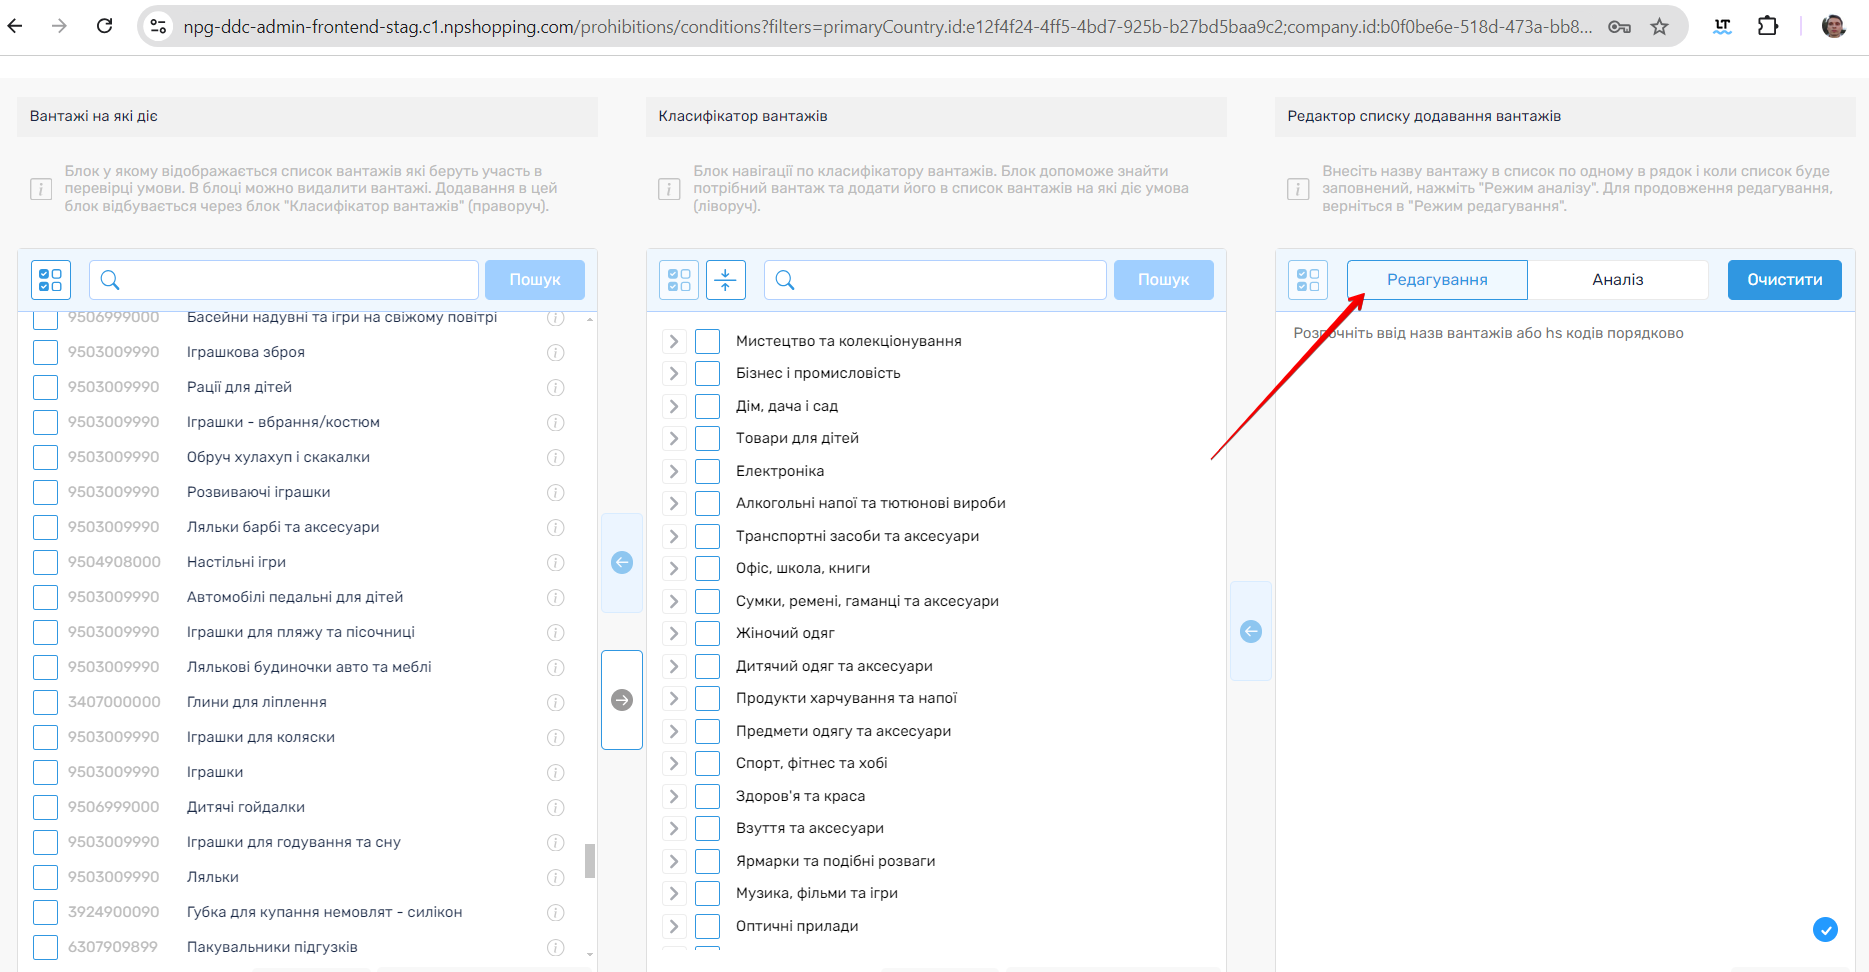 npg-ddc-admin-frontend-stag.c1.npshopping.com/prohibitions/conditions?filters=primaryCountry.id:e12f4f24-4ff5-4bd7-925b-b27bd5baa9c2;company.id:b0f0be6e-518d-473a-bb8...
LT
Вантажі на які діє
Блок у якому відображається список вантажів які беруть участь в
перевірці умови. В блоці можно видалити вантажі. Додавання в цей
блок відбувається через блок "Класифікатор вантажів" (праворуч).
Пошук
9506999000 Басейни надувні та ігри на свіжому повітрі
9503009990 Іграшкова зброя
9503009990 Рації для дітей
9503009990 Іграшки - вбрання/костюм
9503009990 Обруч хулахуп і скакалки
9503009990 Розвиваючі іграшки
9503009990 Ляльки барбі та аксесуари
9504908000 Настільні ігри
9503009990 Автомобілі педальні для дітей
9503009990 Іграшки для пляжу та пісочниці
9503009990 Лялькові будиночки авто та меблі
3407000000 Глини для ліплення
9503009990 Іграшки для коляски
9503009990 Іграшки
9506999000 Дитячі гойдалки
9503009990 Іграшки для годування та сну
9503009990 Ляльки
3924900090 Губка для купання немовлят - силікон
6307909899 Пакувальники підгузків
Класифікатор вантажів
Блок навігації по класифікатору вантажів. Блок допоможе знайти
потрібний вантаж та додати його в список вантажів на які діє умова
(ліворуч).
Пошук
Мистецтво та колекціонування
Бізнес і промисловість
Дім, дача і сад
Товари для дітей
Електроніка
Алкогольні напої та тютюнові вироби
Транспортні засоби та аксесуари
Офіс, школа, книги
Сумки, ремені, гаманці та аксесуари
Жіночий одяг
Дитячий одяг та аксесуари
Продукти харчування та напої
Предмети одягу та аксесуари
Спорт, фітнес та хобі
Здоров'я та краса
Взуття та аксесуари
Ярмарки та подібні розваги
Музика, фільми та ігри
Оптичні прилади
Редактор списку додавання вантажів
Внесіть назву вантажу в список по одному в рядок і коли список буде
заповнений, нажміть "Режим аналізу". Для продовження редагування,
верніться в "Режим редагування".
Редагування Аналіз Очистити
Розпочніть ввід назв вантажів або hs кодів порядково